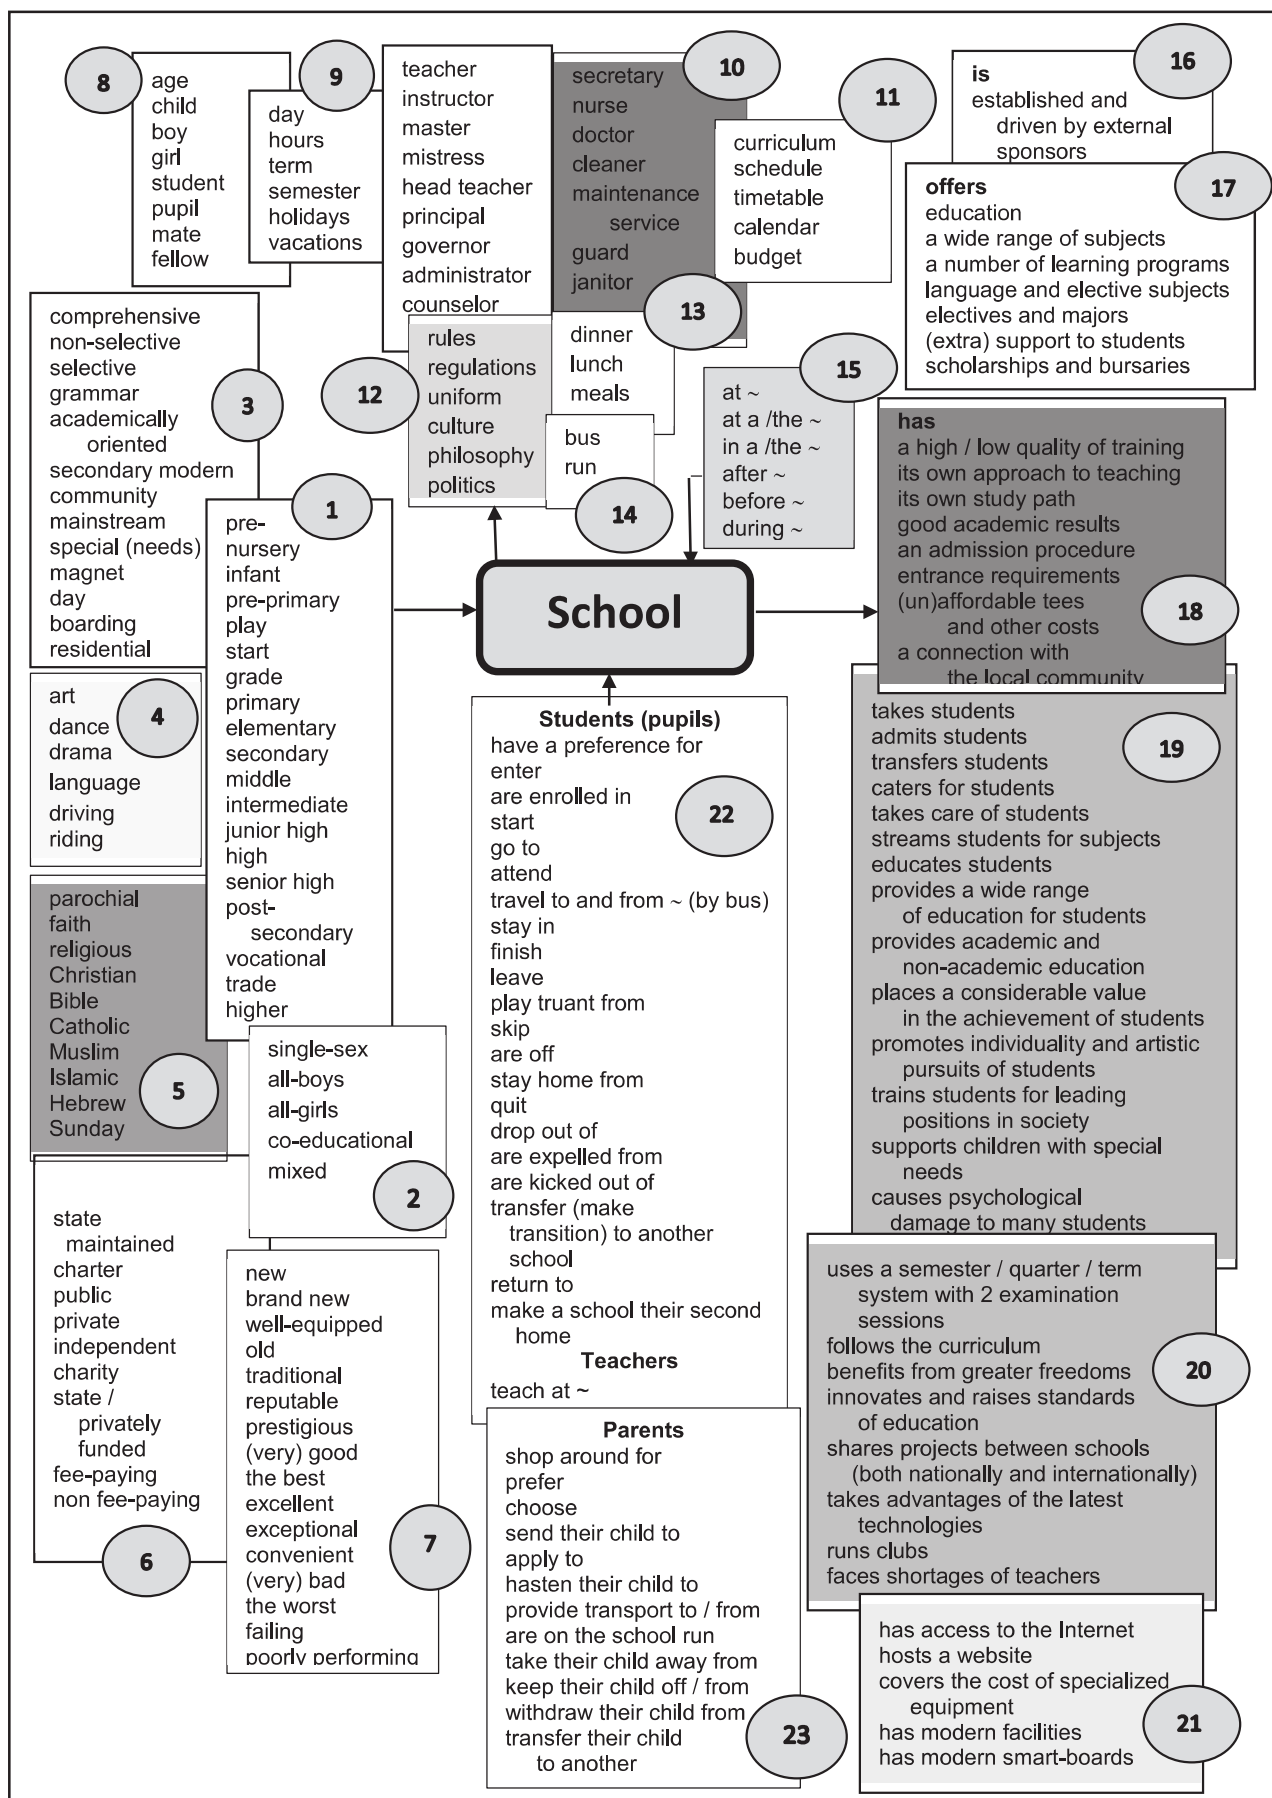 8
age
child
boy
girl
student
pupil
mate
fellow
9
day
hours
term
semester
holidays
vacations
teacher
instructor
master
mistress
head teacher
principal
governor
administrator
counselor
10
secretary
nurse
doctor
cleaner
maintenance
service
guard
janitor
11
curriculum
schedule
timetable
calendar
budget
16
is
established and
driven by external
sponsors
17
offers
education
a wide range of subjects
a number of learning programs
language and elective subjects
electives and majors
(extra) support to students
scholarships and bursaries
3
comprehensive
non-selective
selective
grammar
academically
oriented
secondary modern
community
mainstream
special (needs)
magnet
day
boarding
residential
12
rules
regulations
uniform
culture
philosophy
politics
13
dinner
lunch
meals
14
bus
run
15
at ~
at a /the ~
in a /the ~
after ~
before ~
during ~
18
has
a high / low quality of training
its own approach to teaching
its own study path
good academic results
an admission procedure
entrance requirements
(un)affordable tees
and other costs
a connection with
the local community
1
pre-
nursery
infant
pre-primary
play
start
grade
primary
elementary
secondary
middle
intermediate
junior high
high
senior high
post-
secondary
vocational
trade
higher
School
4
art
dance
drama
language
driving
riding
5
parochial
faith
religious
Christian
Bible
Catholic
Muslim
Islamic
Hebrew
Sunday
2
single-sex
all-boys
all-girls
co-educational
mixed
6
state
maintained
charter
public
private
independent
charity
state /
privately
funded
fee-paying
non fee-paying
7
new
brand new
well-equipped
old
traditional
reputable
prestigious
(very) good
the best
excellent
exceptional
convenient
(very) bad
the worst
failing
poorly performing
22
Students (pupils)
have a preference for
enter
are enrolled in
start
go to
attend
travel to and from ~ (by bus)
stay in
finish
leave
play truant from
skip
are off
stay home from
quit
drop out of
are expelled from
are kicked out of
transfer (make
transition) to another
school
return to
make a school their second
home
Teachers
teach at ~
23
Parents
shop around for
prefer
choose
send their child to
apply to
hasten their child to
provide transport to / from
are on the school run
take their child away from
keep their child off / from
withdraw their child from
transfer their child
to another
19
takes students
admits students
transfers students
caters for students
takes care of students
streams students for subjects
educates students
provides a wide range
of education for students
provides academic and
non-academic education
places a considerable value
in the achievement of students
promotes individuality and artistic
pursuits of students
trains students for leading
positions in society
supports children with special
needs
causes psychological
damage to many students
20
uses a semester / quarter / term
system with 2 examination
sessions
follows the curriculum
benefits from greater freedoms
innovates and raises standards
of education
shares projects between schools
(both nationally and internationally)
takes advantages of the latest
technologies
runs clubs
faces shortages of teachers
21
has access to the Internet
hosts a website
covers the cost of specialized
equipment
has modern facilities
has modern smart-boards